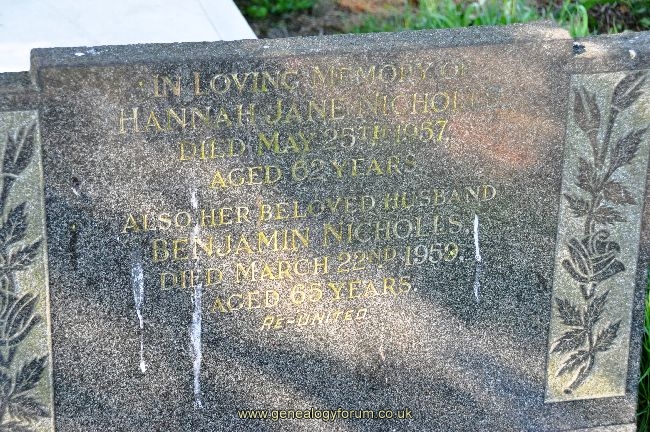 IN LOVING MEMORY OF
HANNAH JANE NICHOLLS,
DIED MAY 25TH 1957,
AGED 62 YEARS.
ALSO HER BELOVED HUSBAND
BENJAMIN NICHOLLS,
DIED MARCH 22ND 1959.
AGED 65 YEARS.
RE-UNITED
www.genealogyforum.co.uk